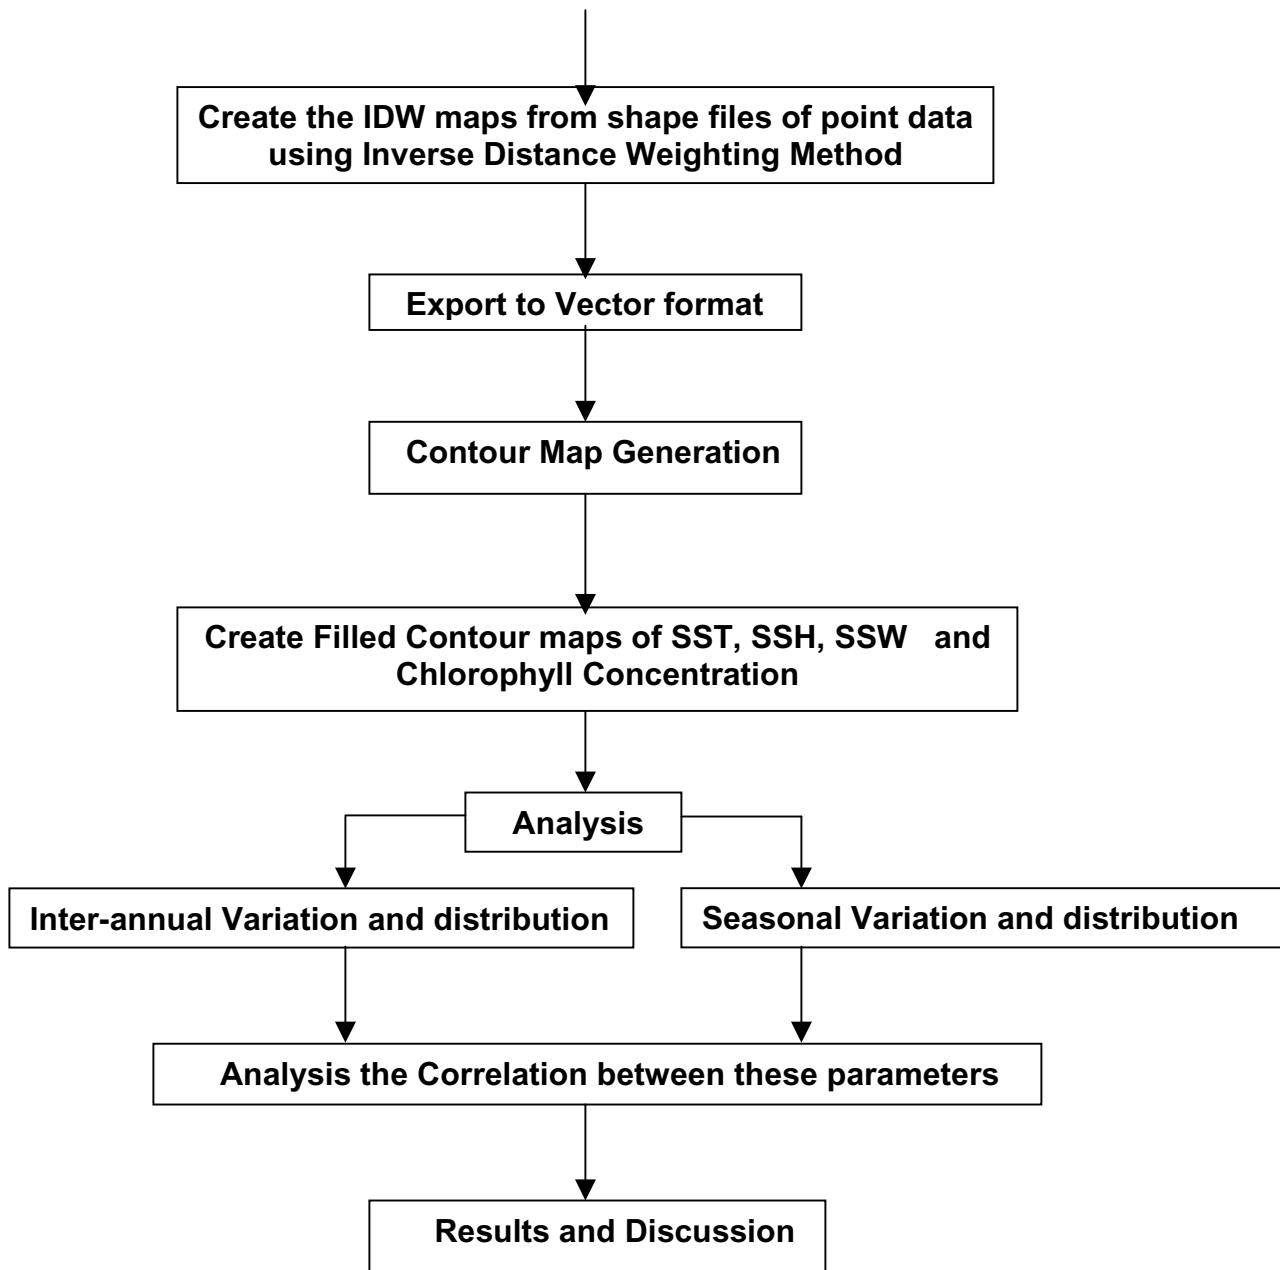 Create the IDW maps from shape files of point data
using Inverse Distance Weighting Method
Export to Vector format
Contour Map Generation
Create Filled Contour maps of SST, SSH, SSW and
Chlorophyll Concentration
Analysis
Inter-annual Variation and distribution
Seasonal Variation and distribution
Analysis the Correlation between these parameters
Results and Discussion